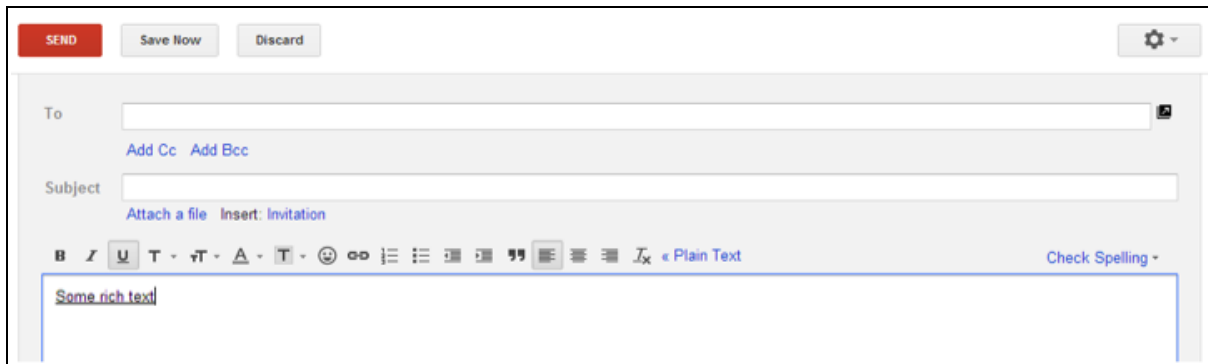 SEND Save Now Discard
To
Add Cc Add Bcc
Subject
Attach a file Insert: Invitation
B I U T T A T « Plain Text Check Spelling
Some rich text